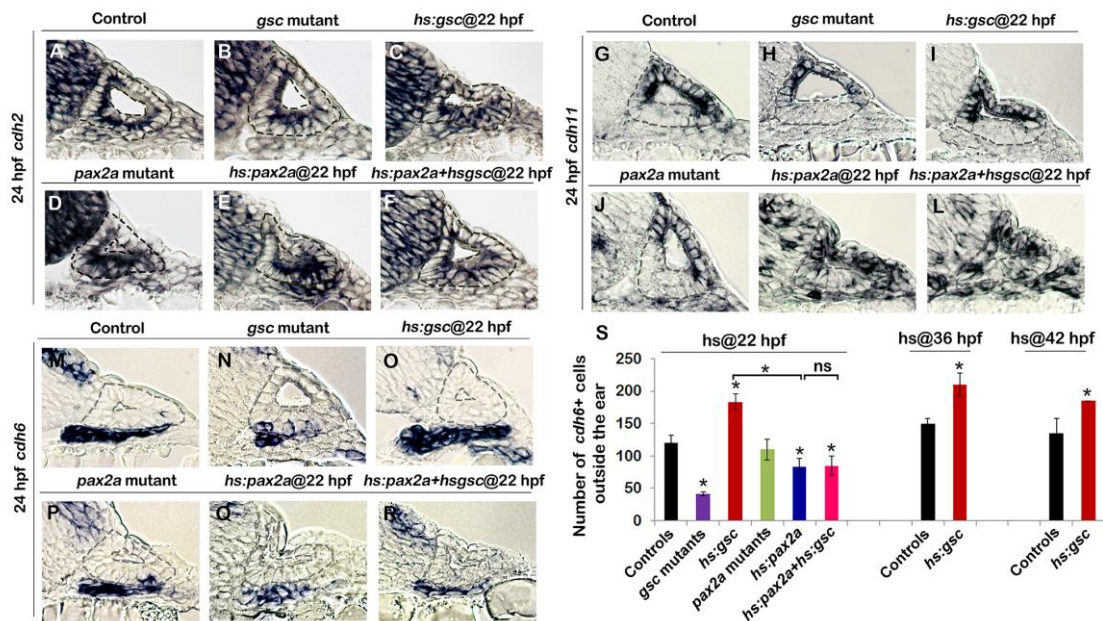 Control
gsc mutant
hs:gsc@22 hpf
24 hpf cdh2
A
B
C
pax2a mutant
hs:pax2a@22 hpf
hs:pax2a+hsgsc@22 hpf
D
E
F
24 hpf cdh11
Control
gsc mutant
hs:gsc@22 hpf
G
H
I
pax2a mutant
hs:pax2a@22 hpf
hs:pax2a+hsgsc@22 hpf
J
K
L
24 hpf cdh6
Control
gsc mutant
hs:gsc@22 hpf
M
N
O
pax2a mutant
hs:pax2a@22 hpf
hs:pax2a+hsgsc@22 hpf
P
Q
R
S
hs@22 hpf
hs@36 hpf
hs@42 hpf
Number of cdh6+ cells
outside the ear
250
200
150
100
50
0
*
*
*
ns
*
*
*
*
Controls
gsc mutants
hs:gsc
pax2a mutants
hs:pax2a
hs:pax2a+hs:gsc
Controls
hs:gsc
Controls
hs:gsc